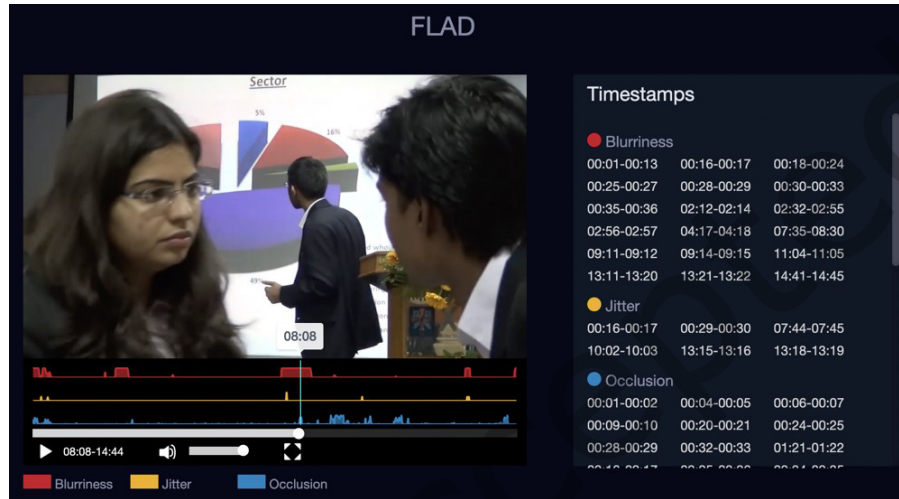 FLAD
Sector
5%
16%
49%
08:08
08:08-14:44
Blurriness Jitter Occlusion
Timestamps
Blurriness
00:01-00:13 00:16-00:17 00:18-00:24
00:25-00:27 00:28-00:29 00:30-00:33
00:35-00:36 02:12-02:14 02:32-02:55
02:56-02:57 04:17-04:18 07:35-08:30
09:11-09:12 09:14-09:15 11:04-11:05
13:11-13:20 13:21-13:22 14:41-14:45
Jitter
00:16-00:17 00:29-00:30 07:44-07:45
10:02-10:03 13:15-13:16 13:18-13:19
Occlusion
00:01-00:02 00:04-00:05 00:06-00:07
00:09-00:10 00:20-00:21 00:24-00:25
00:28-00:29 00:32-00:33 01:21-01:22